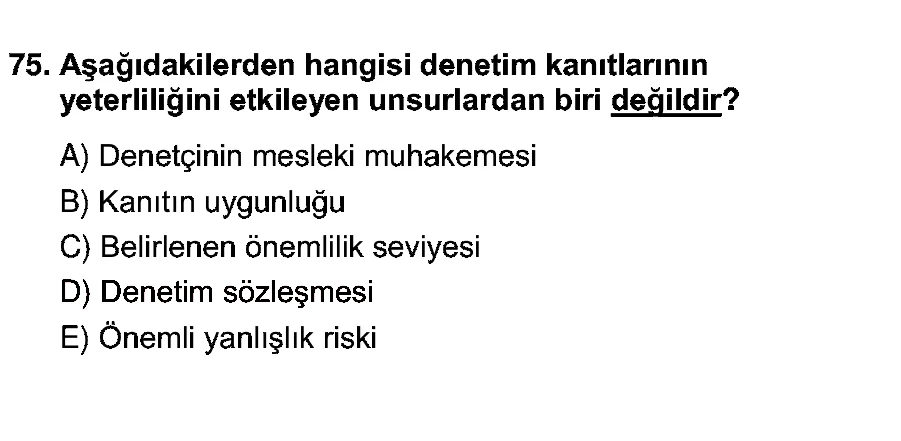 75. Aşağıdakilerden hangisi denetim kanıtlarının
yeterliliğini etkileyen unsurlardan biri değildir?
A) Denetçinin mesleki muhakemesi
B) Kanıtın uygunluğu
C) Belirlenen önemlilik seviyesi
D) Denetim sözleşmesi
E) Önemli yanlışlık riski